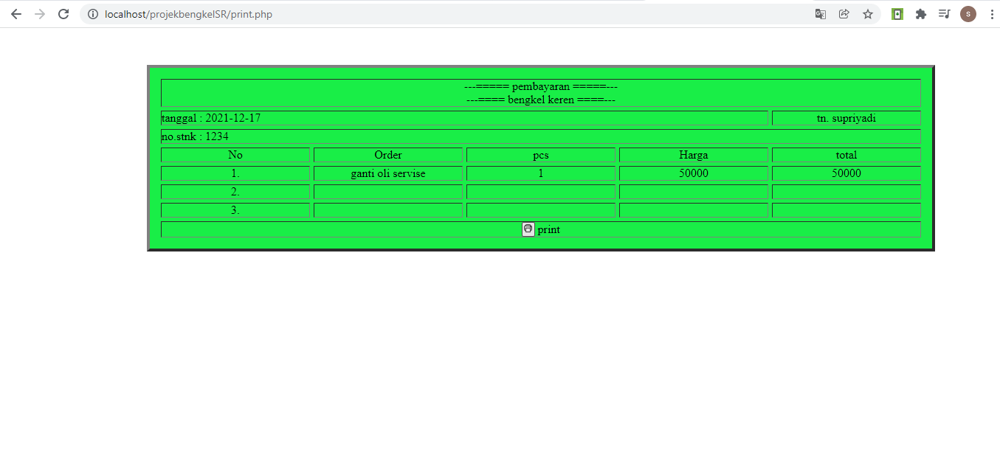 localhost/projekbengkelSR/print.php
S
---===== pembayaran =====---
---==== bengkel keren ====---
tanggal : 2021-12-17 tn. supriyadi
no.stnk : 1234
No Order pcs Harga total
1. ganti oli servise 1 50000 50000
2.
3.
print